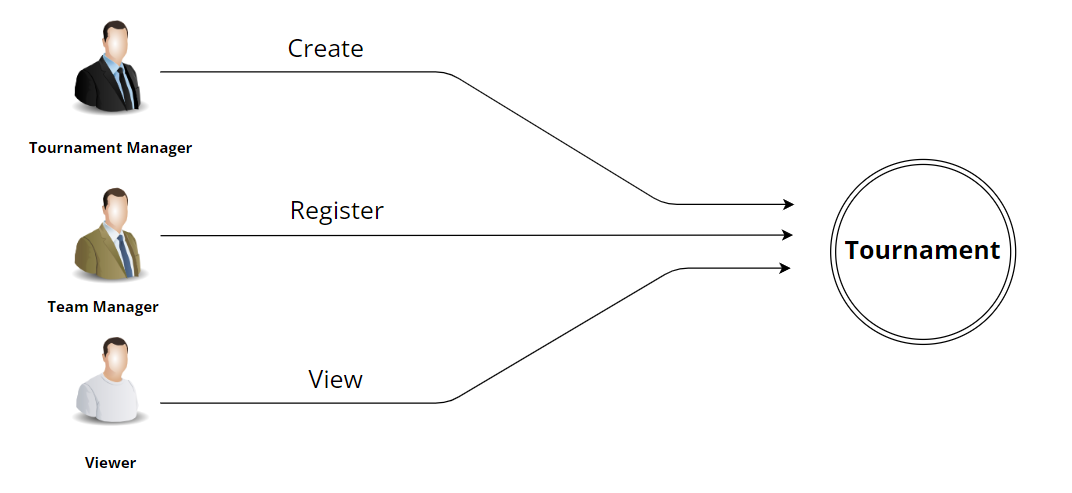 Create
Tournament Manager
Register
Tournament
Team Manager
View
Viewer